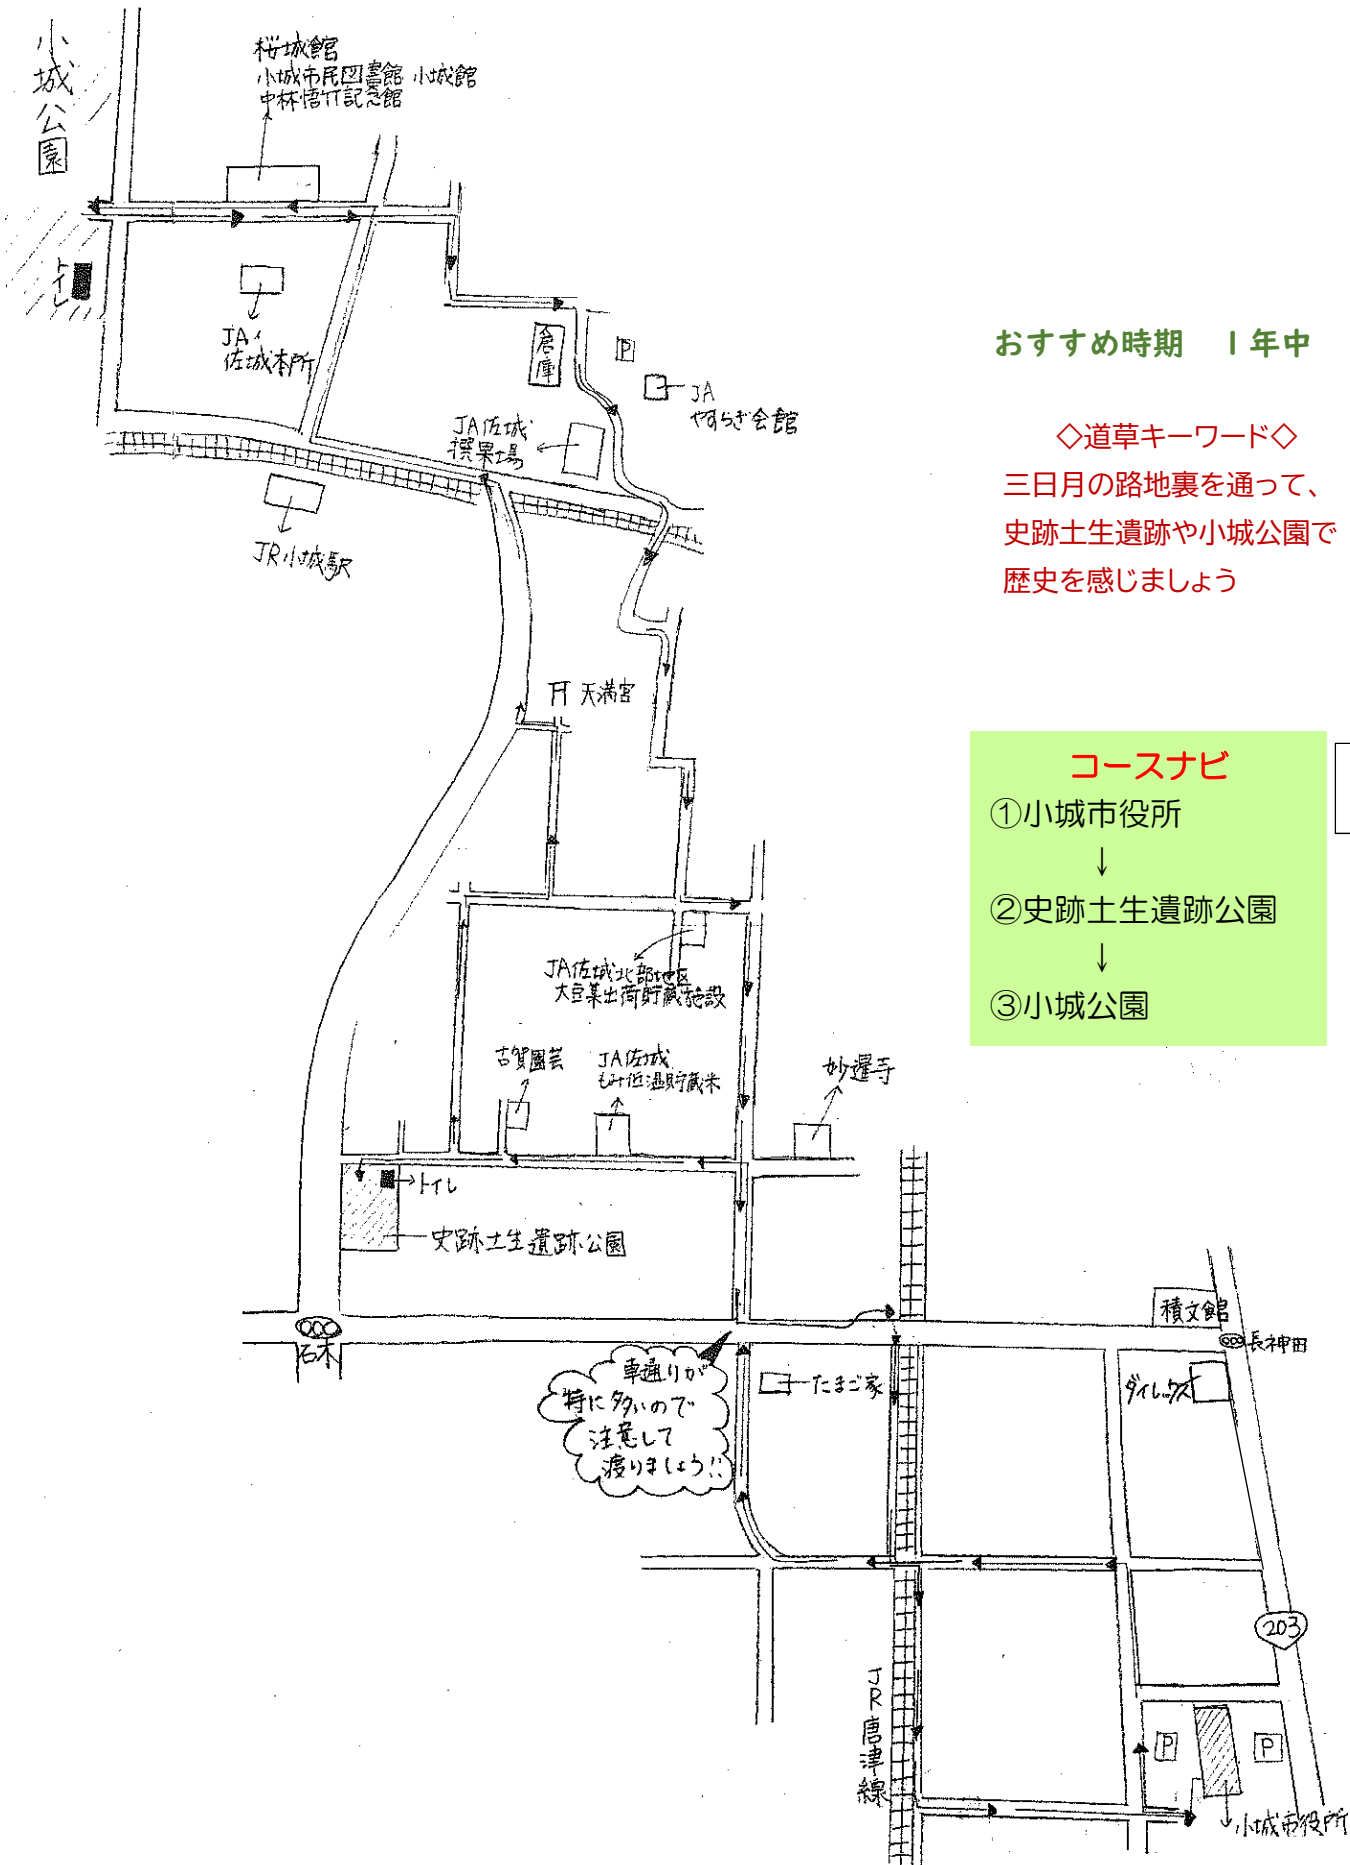 小城公園
桜城館
小城市民図書館 小城館
中林梧竹記念館
トイレ
JA
佐城本所
倉庫
P
JA
やすらぎ会館
JA佐城
撰果場
JR小城駅
おすすめ時期 1年中
◇道草キーワード◇
三日月の路地裏を通って、
史跡土生遺跡や小城公園で
歴史を感じましょう
天満宮
コースナビ
①小城市役所
↓
②史跡土生遺跡公園
↓
③小城公園
JA佐城北部地区
大豆集出荷貯蔵施設
古賀園芸
JA佐城
もみ低温貯蔵米
妙暹寺
トイレ
史跡土生遺跡公園
石木
積文館
長神田
車通りが
特に多いので
注意して
渡りましょう!!
たまご家
ダイレックス
203
JR唐津線
P
P
小城市役所